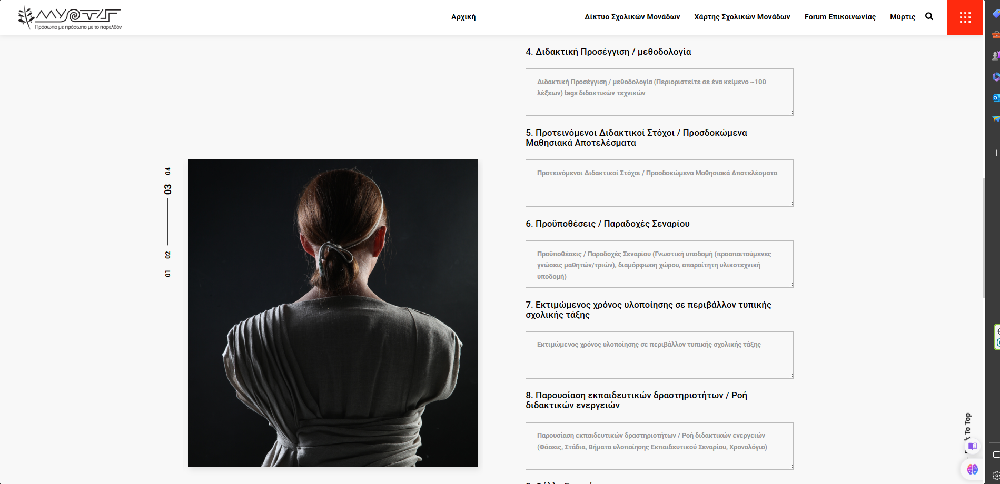 ΜΥΡΤΙΣ
Πρόσωπο με πρόσωπο με το παρελθόν
Αρχική
Δίκτυο Σχολικών Μονάδων
Χάρτης Σχολικών Μονάδων
Forum Επικοινωνίας
Μύρτις
4. Διδακτική Προσέγγιση / μεθοδολογία
Διδακτική Προσέγγιση / μεθοδολογία (Περιοριστείτε σε ένα κείμενο ~100
λέξεων) tags διδακτικών τεχνικών
5. Προτεινόμενοι Διδακτικοί Στόχοι / Προσδοκώμενα
Μαθησιακά Αποτελέσματα
Προτεινόμενοι Διδακτικοί Στόχοι / Προσδοκώμενα Μαθησιακά Αποτελέσματα
04
03
02
01
6. Προϋποθέσεις / Παραδοχές Σεναρίου
Προϋποθέσεις / Παραδοχές Σεναρίου (Γνωστική υποδομή (προαπαιτούμενες
γνώσεις μαθητών/τριών), διαμόρφωση χώρου, απαραίτητη υλικοτεχνική
υποδομή)
7. Εκτιμώμενος χρόνος υλοποίησης σε περιβάλλον τυπικής
σχολικής τάξης
Εκτιμώμενος χρόνος υλοποίησης σε περιβάλλον τυπικής σχολικής τάξης
8. Παρουσίαση εκπαιδευτικών δραστηριοτήτων / Ροή
διδακτικών ενεργειών
Παρουσίαση εκπαιδευτικών δραστηριοτήτων / Ροή διδακτικών ενεργειών
(Φάσεις, Στάδια, Βήματα υλοποίησης Εκπαιδευτικού Σεναρίου, Χρονολόγιο)
To Top